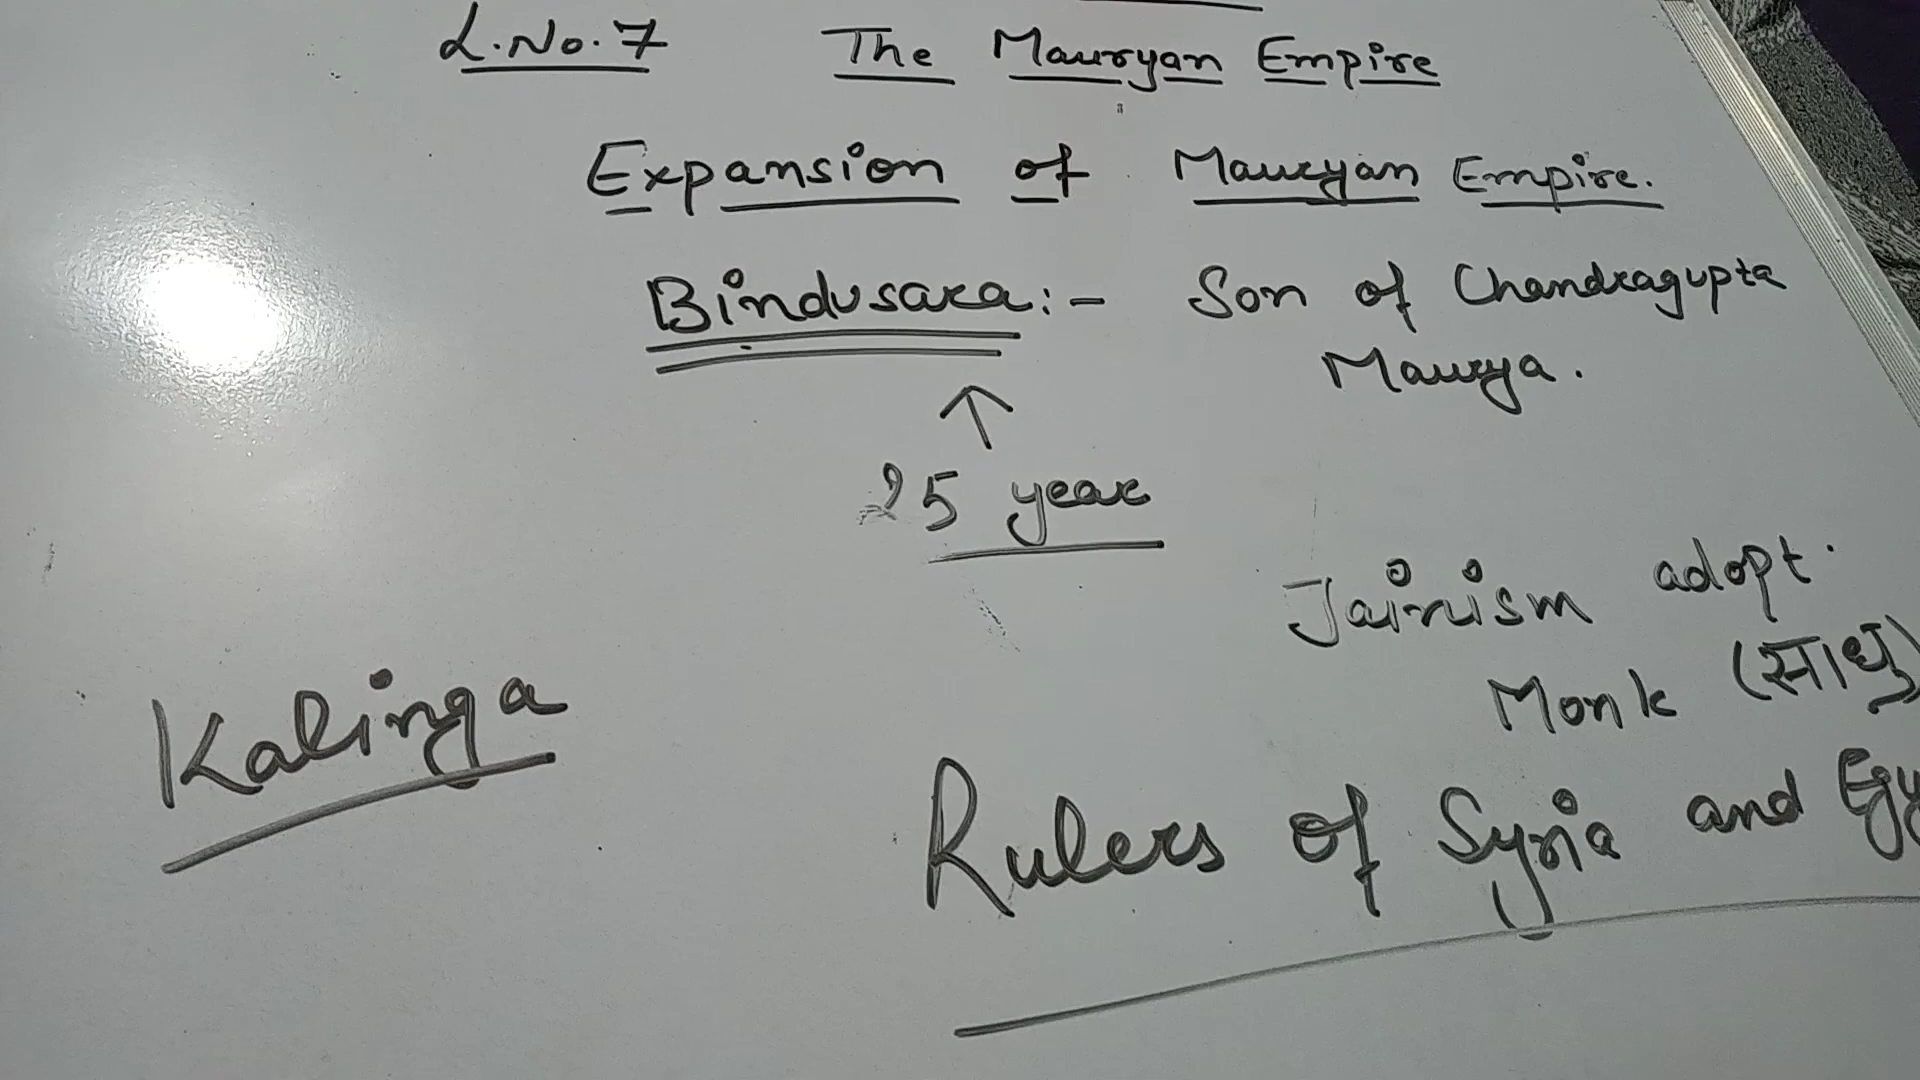 L.No.7 The Mauryan Empire
Expansion of Mauryan Empire.
Bindusara:- Son of Chandragupta
Maurya.
25 year
Jainism adopt.
Monk (साधु)
Kalinga
Rulers of Syria and